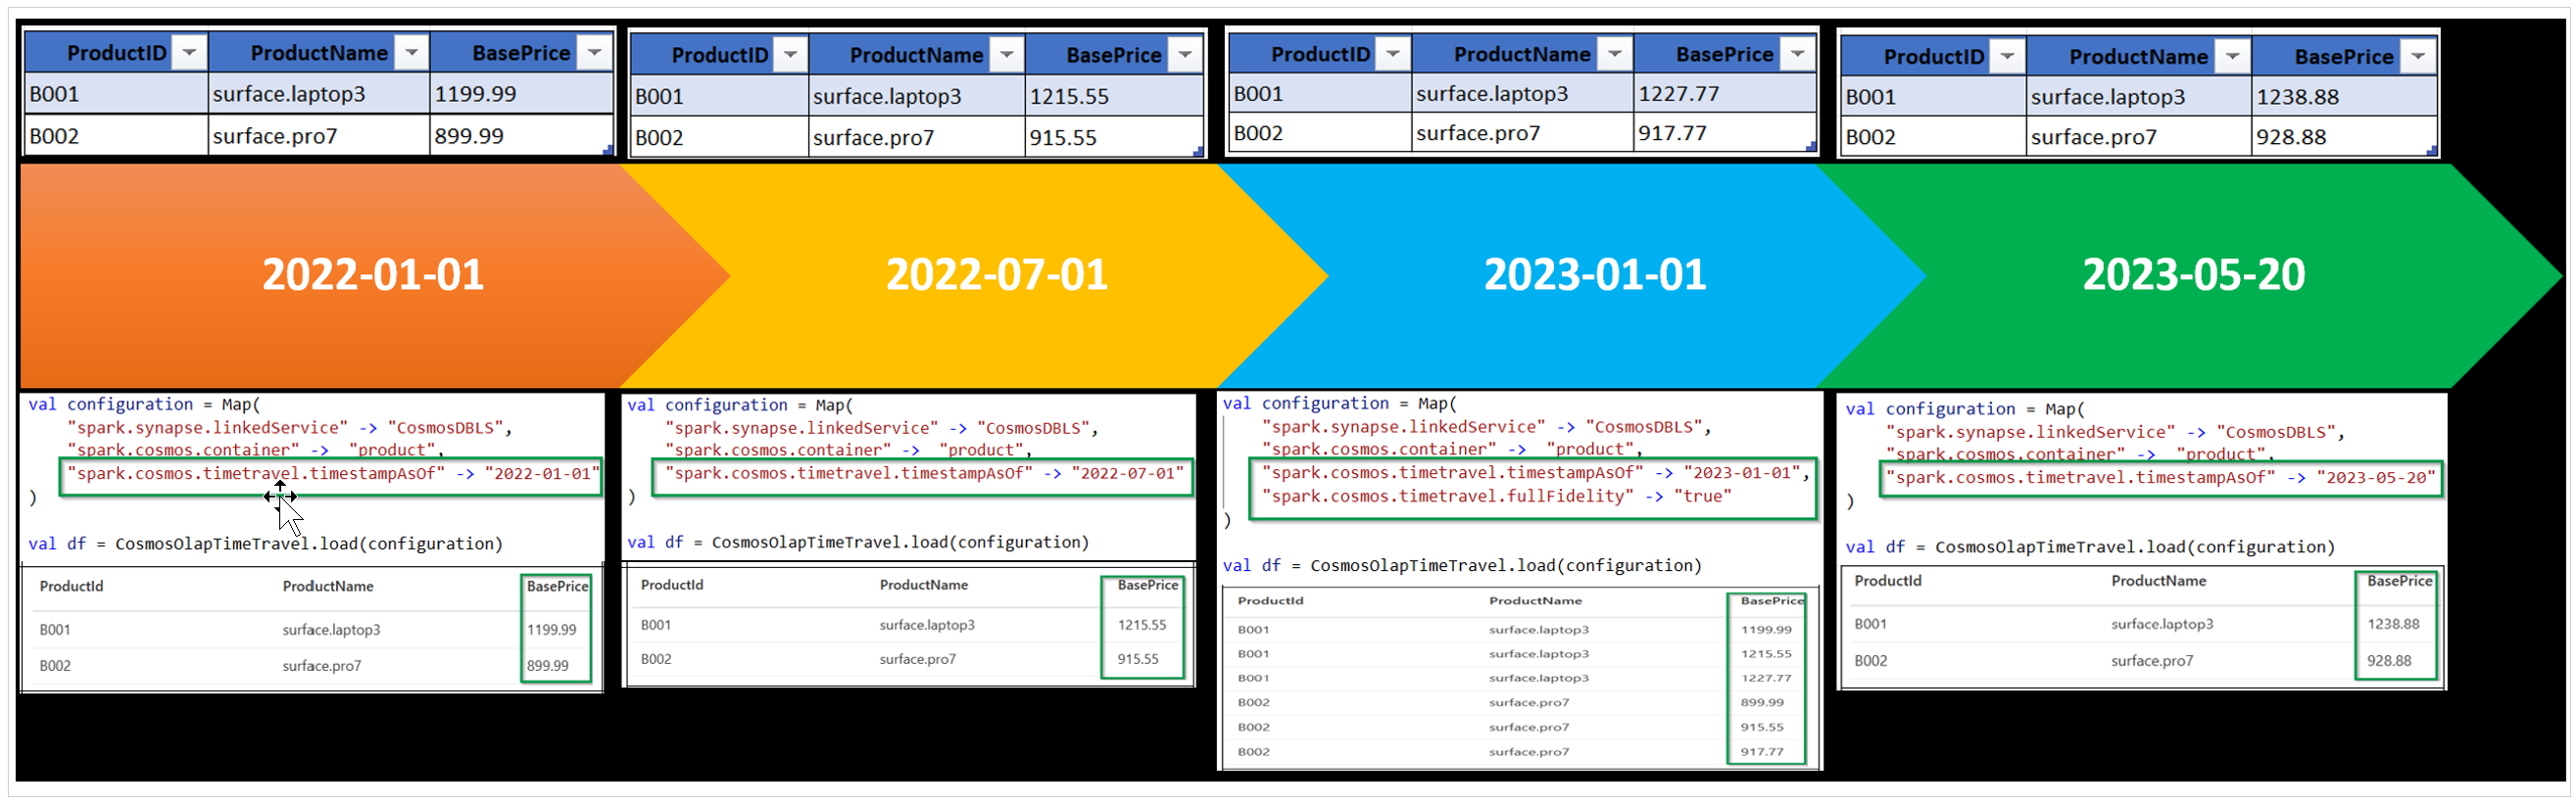 ProductID ProductName BasePrice
B001 surface.laptop3 1199.99
B002 surface.pro7 899.99
ProductID ProductName BasePrice
B001 surface.laptop3 1215.55
B002 surface.pro7 915.55
ProductID ProductName BasePrice
B001 surface.laptop3 1227.77
B002 surface.pro7 917.77
ProductID ProductName BasePrice
B001 surface.laptop3 1238.88
B002 surface.pro7 928.88
2022-01-01
2022-07-01
2023-01-01
2023-05-20
val configuration = Map(
"spark.synapse.linkedService" -> "CosmosDBLS",
"spark.cosmos.container" -> "product",
"spark.cosmos.timetravel.timestampAsOf" -> "2022-01-01"
)
val df = CosmosOlapTimeTravel.load(configuration)
ProductId ProductName BasePrice
B001 surface.laptop3 1199.99
B002 surface.pro7 899.99
val configuration = Map(
"spark.synapse.linkedService" -> "CosmosDBLS",
"spark.cosmos.container" -> "product",
"spark.cosmos.timetravel.timestampAsOf" -> "2022-07-01"
)
val df = CosmosOlapTimeTravel.load(configuration)
ProductId ProductName BasePrice
B001 surface.laptop3 1215.55
B002 surface.pro7 915.55
val configuration = Map(
"spark.synapse.linkedService" -> "CosmosDBLS",
"spark.cosmos.container" -> "product",
"spark.cosmos.timetravel.timestampAsOf" -> "2023-01-01",
"spark.cosmos.timetravel.fullFidelity" -> "true"
)
val df = CosmosOlapTimeTravel.load(configuration)
ProductId ProductName BasePrice
B001 surface.laptop3 1199.99
B001 surface.laptop3 1215.55
B001 surface.laptop3 1227.77
B002 surface.pro7 899.99
B002 surface.pro7 915.55
B002 surface.pro7 917.77
val configuration = Map(
"spark.synapse.linkedService" -> "CosmosDBLS",
"spark.cosmos.container" -> "product",
"spark.cosmos.timetravel.timestampAsOf" -> "2023-05-20"
)
val df = CosmosOlapTimeTravel.load(configuration)
ProductId ProductName BasePrice
B001 surface.laptop3 1238.88
B002 surface.pro7 928.88